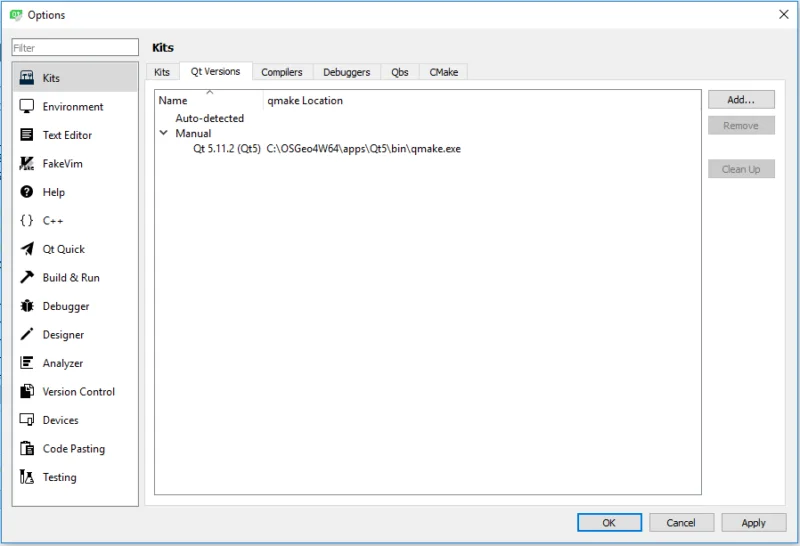 Options
Filter
Kits
Kits
Environment
Text Editor
FakeVim
Help
C++
Qt Quick
Build & Run
Debugger
Designer
Analyzer
Version Control
Devices
Code Pasting
Testing
Kits Qt Versions Compilers Debuggers Qbs CMake
Name qmake Location
Auto-detected
Manual
Qt 5.11.2 (Qt5) C:\OSGeo4W64\apps\Qt5\bin\qmake.exe
Add...
Remove
Clean Up
OK Cancel Apply